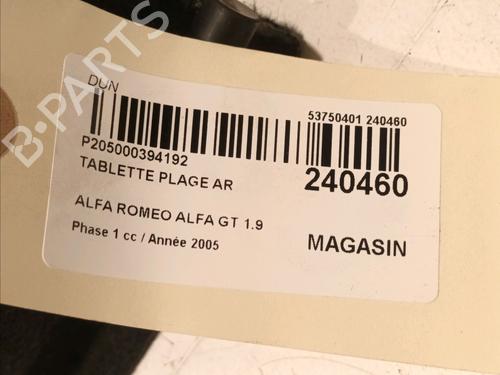 DUN
53750401 240460
P205000394192
240460
TABLETTE PLAGE AR
ALFA ROMEO ALFA GT 1.9
MAGASIN
Phase 1 cc / Année 2005
B-PARTS